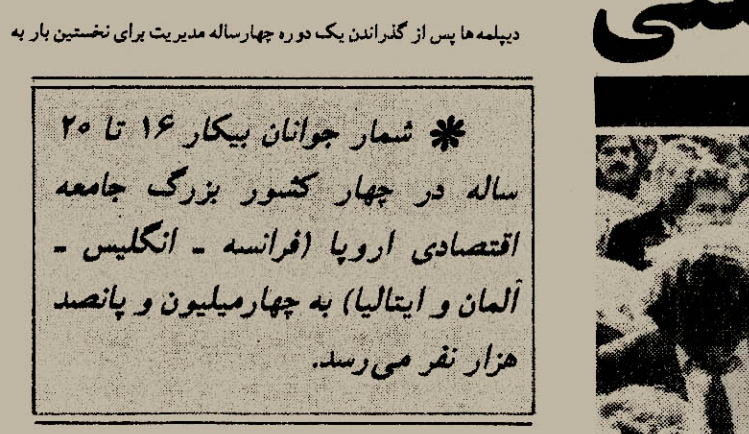 دیپلمه‌ها پس از گذراندن یک دوره چهارساله مدیریت برای نخستین بار به
* شمار جوانان بیکار ۱۶ تا ۲۰
ساله در چهار کشور بزرگ جامعه
اقتصادی اروپا (فرانسه ـ انگلیس ـ
آلمان و ایتالیا) به چهارمیلیون و پانصد
هزار نفر می‌رسد.